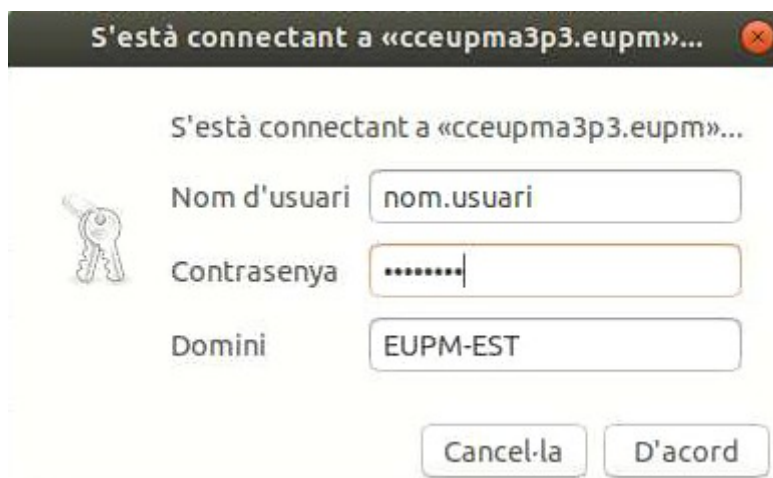 S'està connectant a «cceupma3p3.eupm»...
S'està connectant a «cceupma3p3.eupm»...
Nom d'usuari nom.usuari
Contrasenya ••••••••
Domini EUPM-EST
Cancel·la D'acord